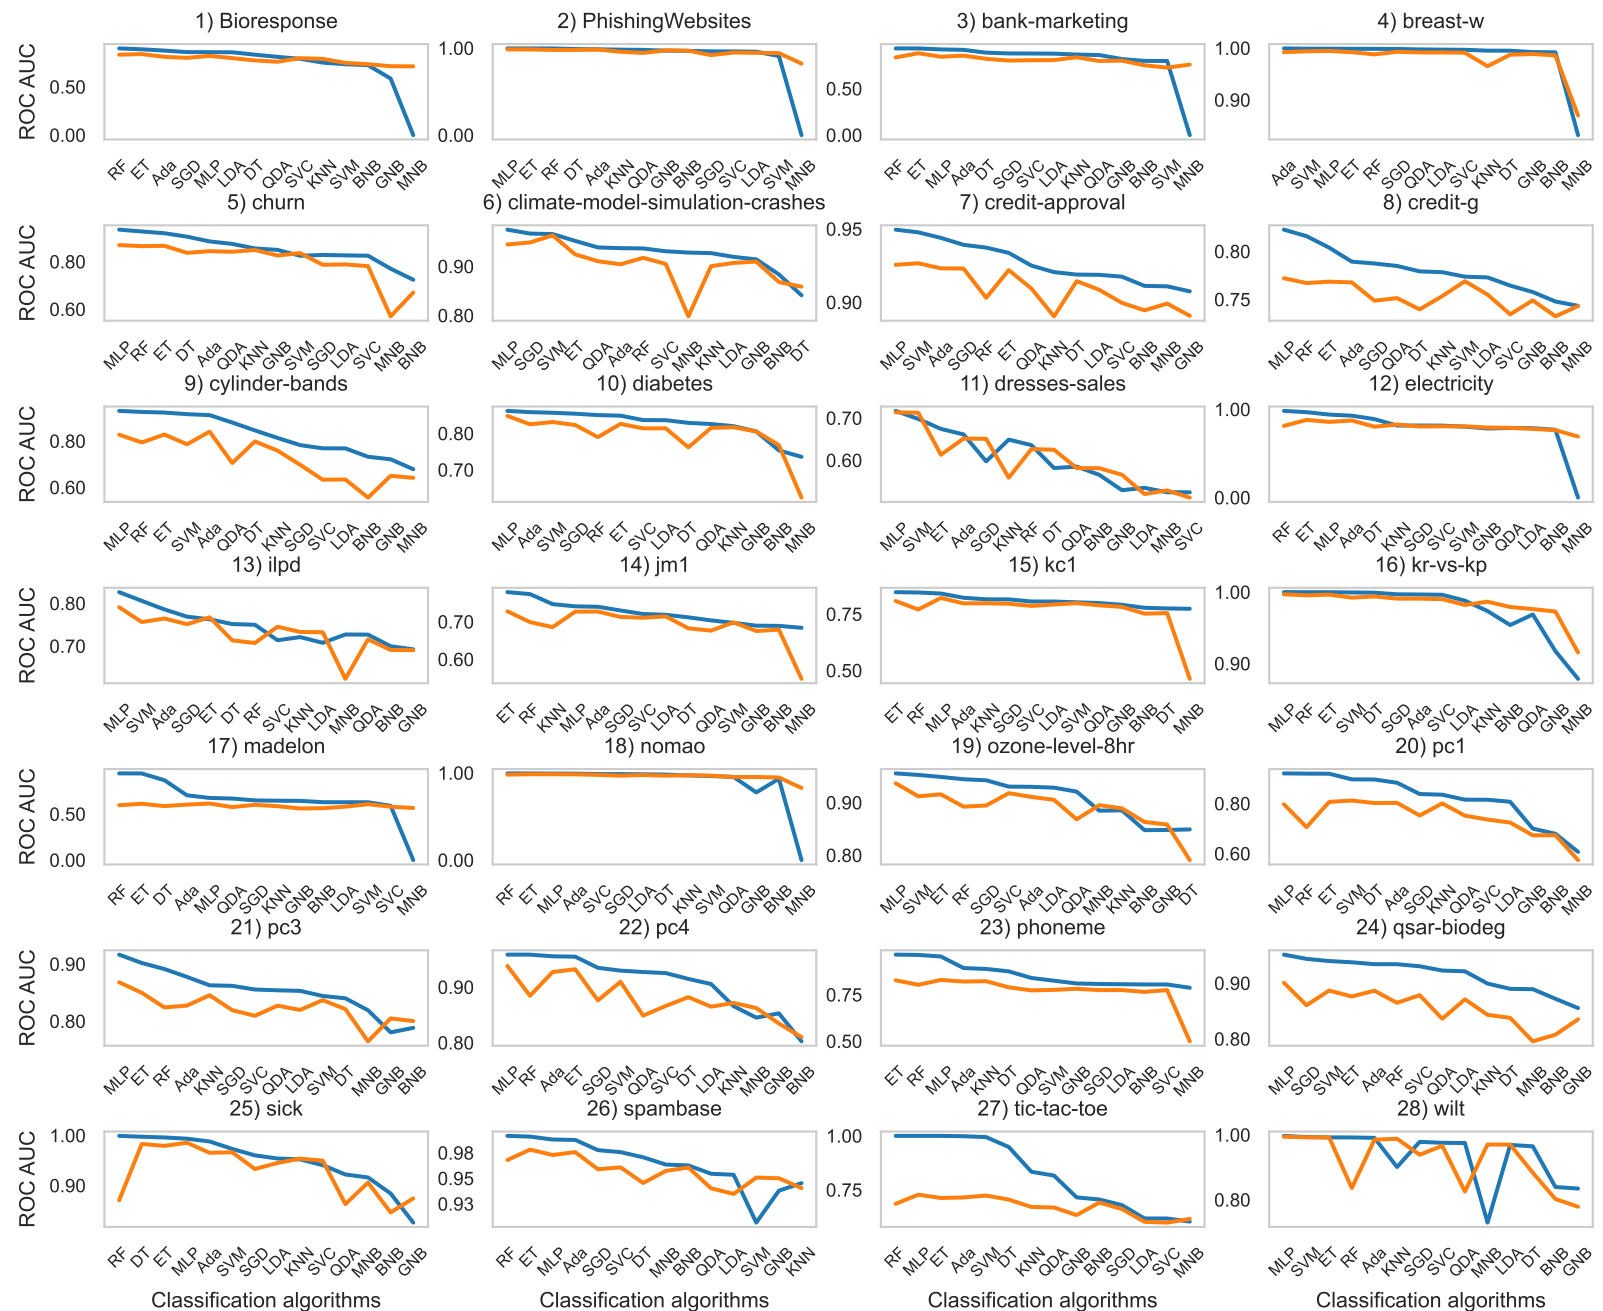 1) Bioresponse
ROC AUC
1.00
0.50
0.00
RF ET Ada SGD MLP LDA DT QDA SVC KNN SVM BNB GNB MNB
2) PhishingWebsites
1.00
0.00
MLP ET RF DT Ada KNN QDA GNB BNB SGD SVC LDA SVM MNB
3) bank-marketing
0.50
0.00
RF ET MLP Ada DT SGD SVC LDA KNN QDA GNB BNB SVM MNB
4) breast-w
1.00
0.90
Ada SVM MLP ET RF SGD QDA LDA SVC KNN DT GNB BNB MNB
5) churn
ROC AUC
0.80
0.60
MLP RF ET DT Ada QDA KNN GNB SVM SGD LDA SVC MNB BNB
6) climate-model-simulation-crashes
0.90
0.80
MLP SGD SVM ET QDA Ada RF SVC MNB KNN LDA GNB BNB DT
7) credit-approval
0.95
0.90
MLP SVM Ada SGD RF ET QDA KNN DT LDA SVC BNB MNB GNB
8) credit-g
0.80
0.75
MLP RF ET Ada SGD QDA DT KNN SVM LDA SVC GNB BNB MNB
9) cylinder-bands
ROC AUC
0.80
0.60
MLP RF ET SVM Ada QDA DT KNN SGD SVC LDA BNB GNB MNB
10) diabetes
0.80
0.70
MLP Ada SVM SGD RF ET SVC LDA DT QDA KNN GNB BNB MNB
11) dresses-sales
0.70
0.60
MLP SVM ET Ada SGD KNN RF DT QDA BNB GNB LDA MNB SVC
12) electricity
1.00
0.00
RF ET MLP Ada DT KNN SGD SVC SVM GNB QDA LDA BNB MNB
13) ilpd
ROC AUC
0.80
0.70
MLP SVM Ada SGD ET DT RF SVC KNN LDA MNB QDA BNB GNB
14) jm1
0.70
0.60
ET RF KNN MLP Ada SGD SVC LDA DT QDA SVM GNB BNB MNB
15) kc1
0.75
0.50
ET RF MLP Ada KNN SGD SVC LDA SVM QDA GNB BNB DT MNB
16) kr-vs-kp
1.00
0.90
MLP RF ET SVM DT SGD Ada SVC LDA KNN BNB QDA GNB MNB
17) madelon
ROC AUC
0.50
0.00
RF ET DT Ada MLP QDA SGD KNN GNB BNB LDA SVM SVC MNB
18) nomao
1.00
0.00
RF ET MLP Ada SVC SGD LDA DT KNN SVM QDA GNB BNB MNB
19) ozone-level-8hr
0.90
0.80
MLP SVM ET RF SGD SVC Ada LDA QDA MNB KNN BNB GNB DT
20) pc1
0.80
0.60
MLP RF ET SVM DT Ada SGD KNN QDA SVC LDA GNB BNB MNB
21) pc3
ROC AUC
0.90
0.80
MLP ET RF Ada KNN SGD SVC QDA LDA SVM DT MNB GNB BNB
22) pc4
0.90
0.80
MLP RF Ada ET SGD SVM QDA SVC DT LDA KNN MNB GNB BNB
23) phoneme
0.75
0.50
ET RF MLP Ada KNN DT QDA SVM GNB SGD LDA BNB SVC MNB
24) qsar-biodeg
0.90
0.80
MLP SGD SVM ET Ada RF SVC QDA LDA KNN DT MNB BNB GNB
25) sick
ROC AUC
1.00
0.90
RF DT ET MLP Ada SVM SGD LDA KNN SVC QDA MNB BNB GNB
Classification algorithms
26) spambase
0.98
0.95
0.93
RF ET MLP Ada SGD SVC DT MNB BNB QDA LDA SVM GNB KNN
Classification algorithms
27) tic-tac-toe
1.00
0.75
RF MLP ET Ada SVM DT KNN QDA GNB BNB SGD LDA SVC MNB
Classification algorithms
28) wilt
1.00
0.80
MLP SVM ET RF Ada KNN SGD SVC QDA MNB LDA DT BNB GNB
Classification algorithms